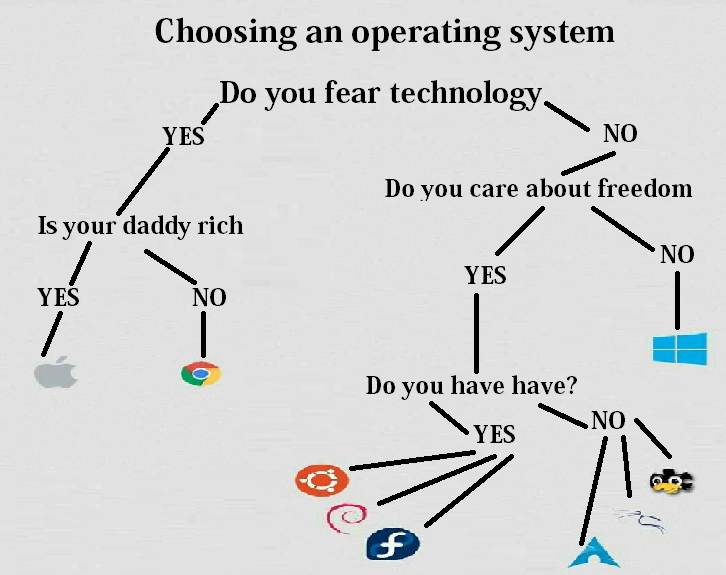 Choosing an operating system
Do you fear technology
YES
NO
Do you care about freedom
Is your daddy rich
NO
YES
YES
NO
Do you have have?
NO
YES